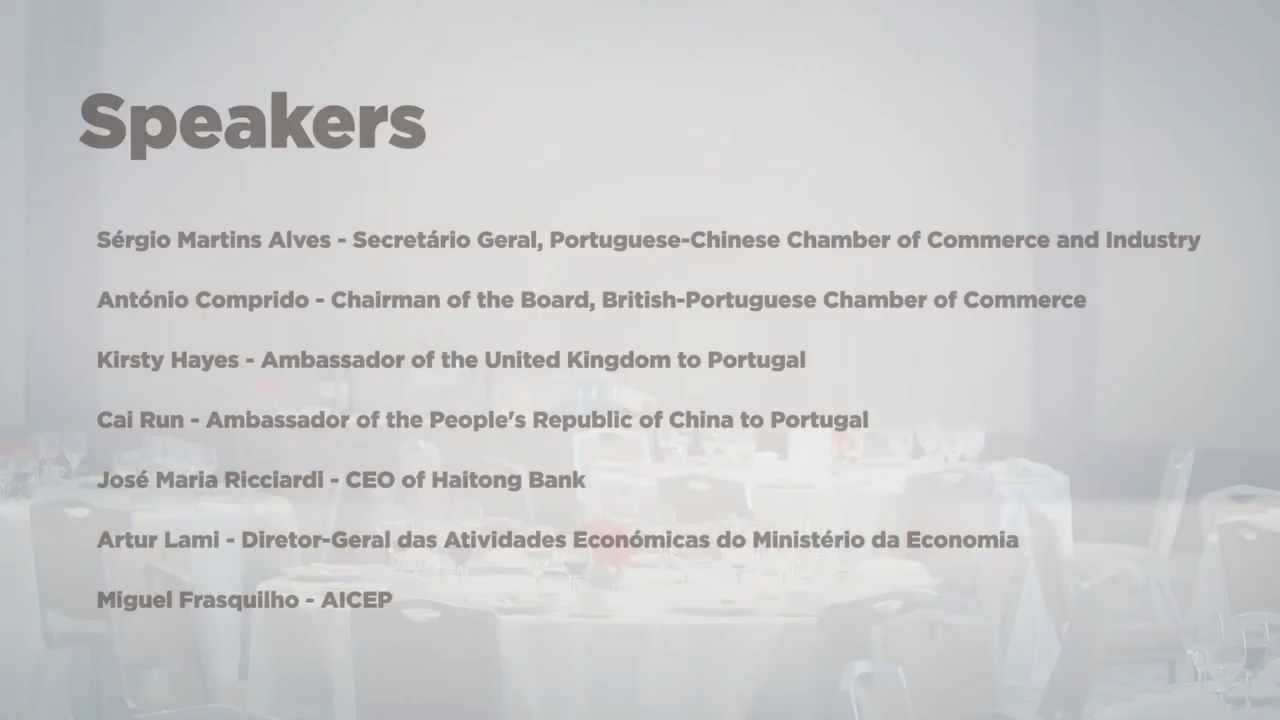 Speakers
Sérgio Martins Alves - Secretário Geral, Portuguese-Chinese Chamber of Commerce and Industry
António Comprido - Chairman of the Board, British-Portuguese Chamber of Commerce
Kirsty Hayes - Ambassador of the United Kingdom to Portugal
Cai Run - Ambassador of the People's Republic of China to Portugal
José Maria Ricciardi - CEO of Haitong Bank
Artur Lami - Diretor-Geral das Atividades Económicas do Ministério da Economia
Miguel Frasquilho - AICEP